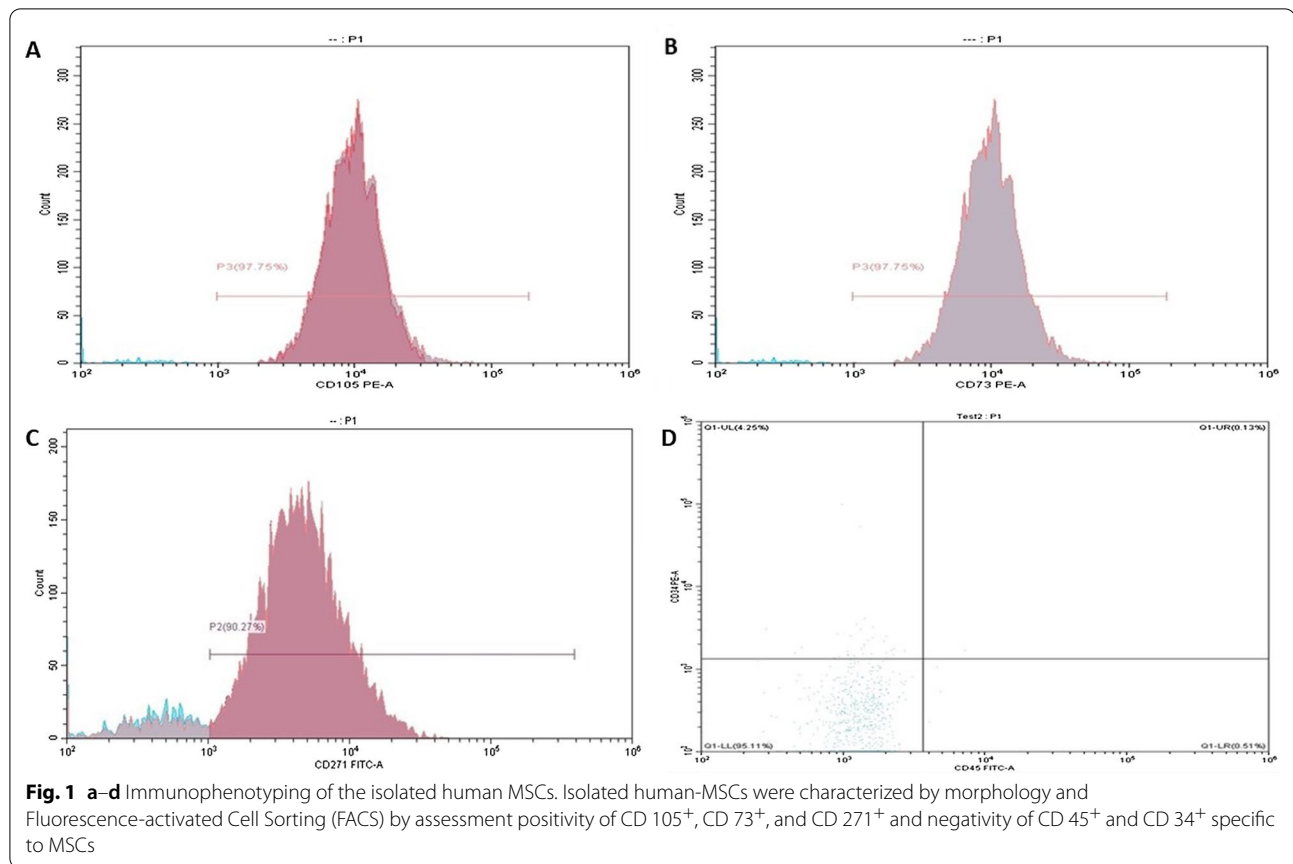 A
-- : P1
300
250
200
150
100
50
0
Count
P3(97.75%)
10² 10³ 10⁴ 10⁵ 10⁶
CD105 PE-A
B
--- : P1
300
250
200
150
100
50
0
Count
P3(97.75%)
10² 10³ 10⁴ 10⁵ 10⁶
CD73 PE-A
C
-- : P1
200
150
100
50
0
Count
P2(90.27%)
10² 10³ 10⁴ 10⁵ 10⁶
CD271 FITC-A
D
Test2 : P1
Q1-UL(4.25%) Q1-UR(0.13%)
10⁵
10⁴
10³
CD34 PE-A
Q1-LL(95.11%) Q1-LR(0.51%)
10² 10³ 10⁴ 10⁵ 10⁶
CD45 FITC-A
Fig. 1 a–d Immunophenotyping of the isolated human MSCs. Isolated human-MSCs were characterized by morphology and
Fluorescence-activated Cell Sorting (FACS) by assessment positivity of CD 105⁺, CD 73⁺, and CD 271⁺ and negativity of CD 45⁺ and CD 34⁺ specific
to MSCs